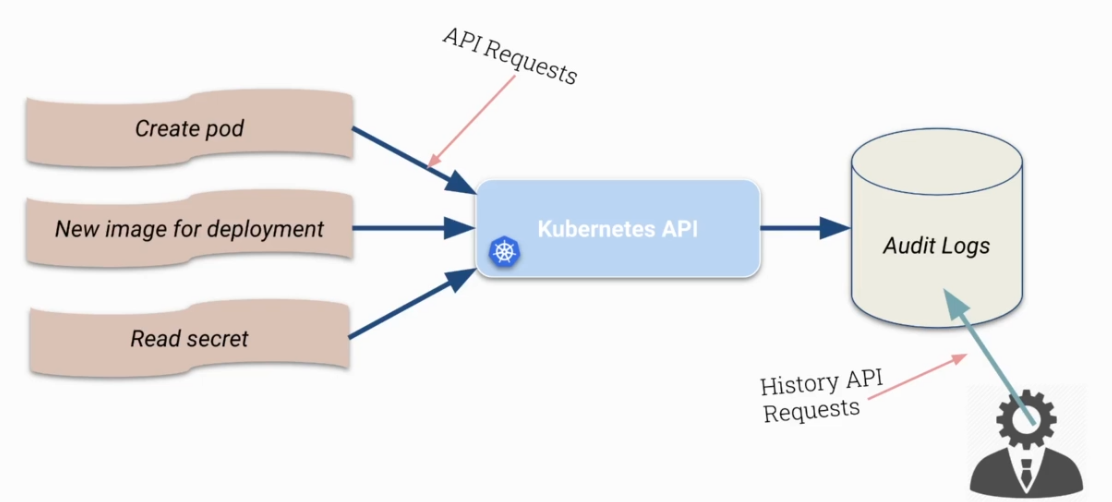 API Requests
Create pod
New image for deployment
Kubernetes API
Audit Logs
Read secret
History API
Requests